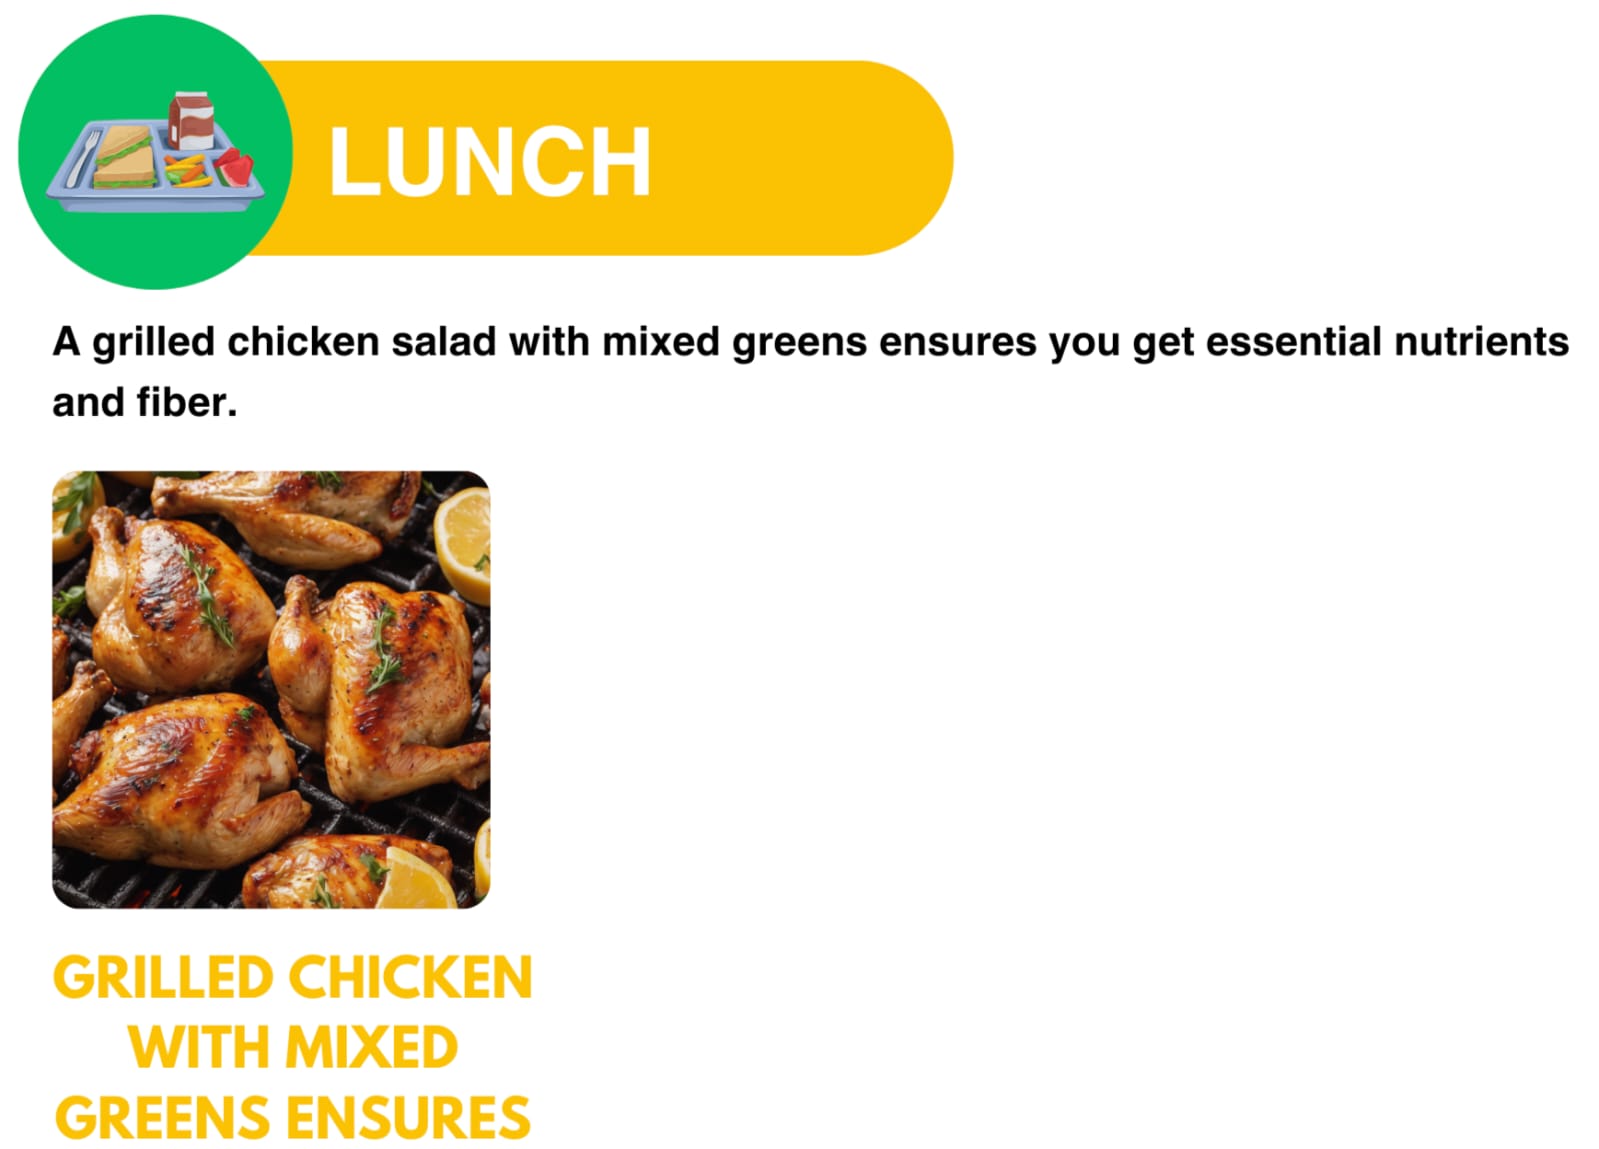 LUNCH
A grilled chicken salad with mixed greens ensures you get essential nutrients
and fiber.
GRILLED CHICKEN
WITH MIXED
GREENS ENSURES